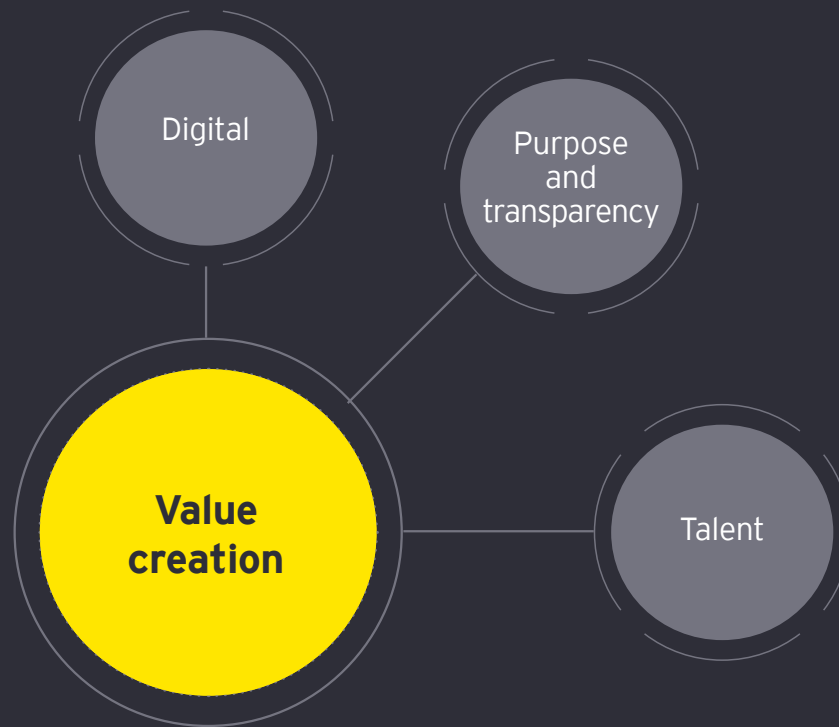 Digital
Purpose
and
transparency
Value
creation
Talent